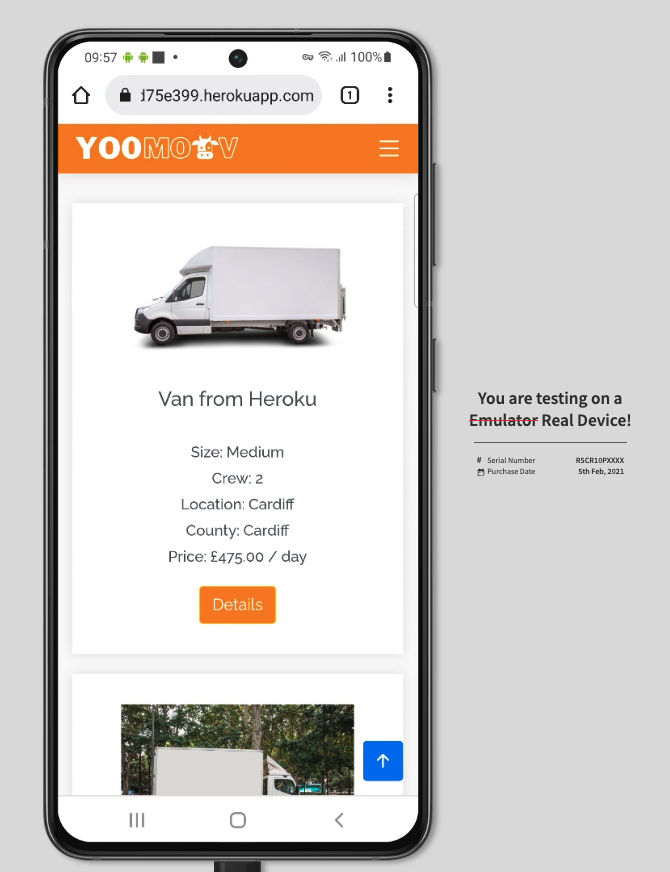 09:57
100%
d75e399.herokuapp.com
1
YOOMOOV
Van from Heroku
Size: Medium
Crew: 2
Location: Cardiff
County: Cardiff
Price: £475.00 / day
Details
You are testing on a
Emulator Real Device!
# Serial Number R5CR10PXXXX
Purchase Date 5th Feb, 2021